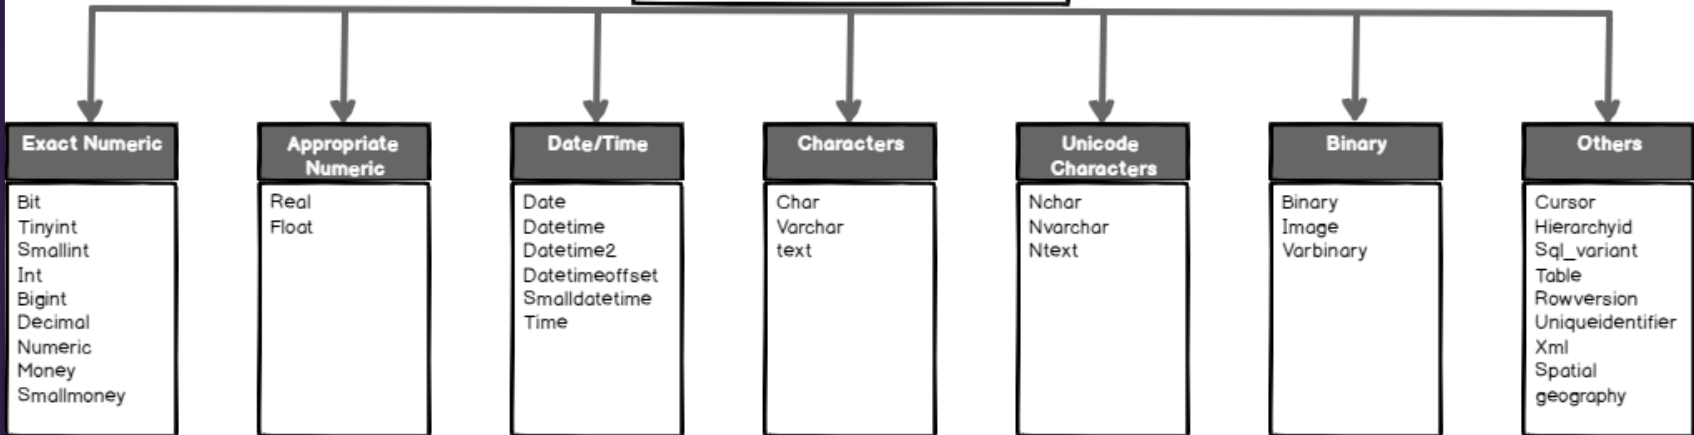 Exact Numeric
Bit
Tinyint
Smallint
Int
Bigint
Decimal
Numeric
Money
Smallmoney
Appropriate
Numeric
Real
Float
Date/Time
Date
Datetime
Datetime2
Datetimeoffset
Smalldatetime
Time
Characters
Char
Varchar
text
Unicode
Characters
Nchar
Nvarchar
Ntext
Binary
Binary
Image
Varbinary
Others
Cursor
Hierarchyid
Sql_variant
Table
Rowversion
Uniqueidentifier
Xml
Spatial
geography